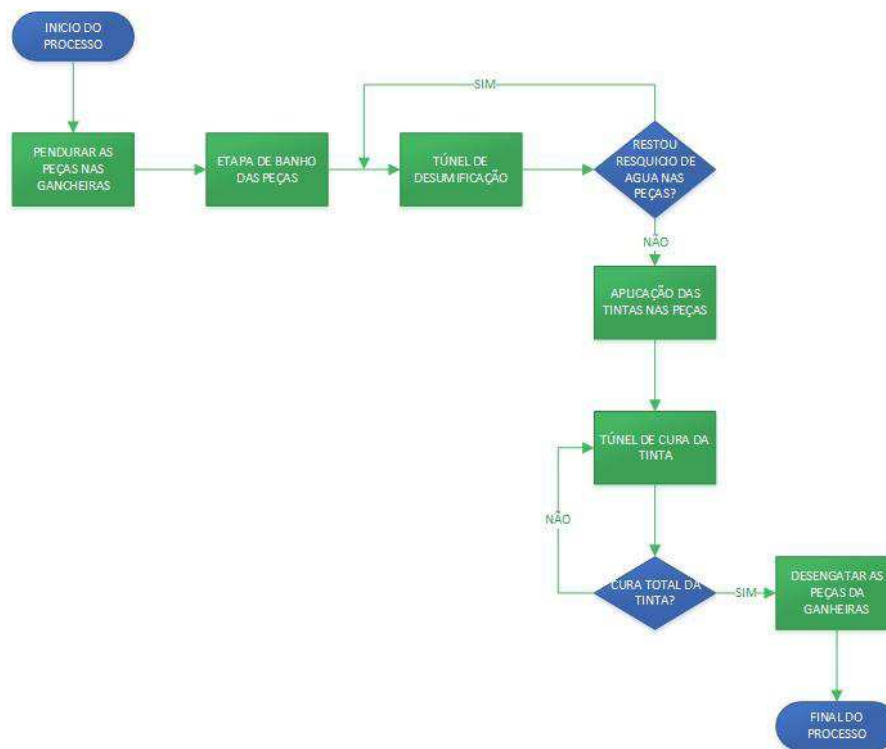 INICIO DO
PROCESSO
SIM
PENDURAR AS
PEÇAS NAS
GANCHEIRAS
ETAPA DE BANHO
DAS PEÇAS
TÚNEL DE
DESUMIFICAÇÃO
RESTOU
RESQUICIO DE
AGUA NAS
PEÇAS?
NÃO
APLICAÇÃO DAS
TINTAS NAS PEÇAS
TÚNEL DE CURA DA
TINTA
NÃO
CURA TOTAL DA
TINTA?
SIM
DESENGATAR AS
PEÇAS DA
GANHEIRAS
FINAL DO
PROCESSO